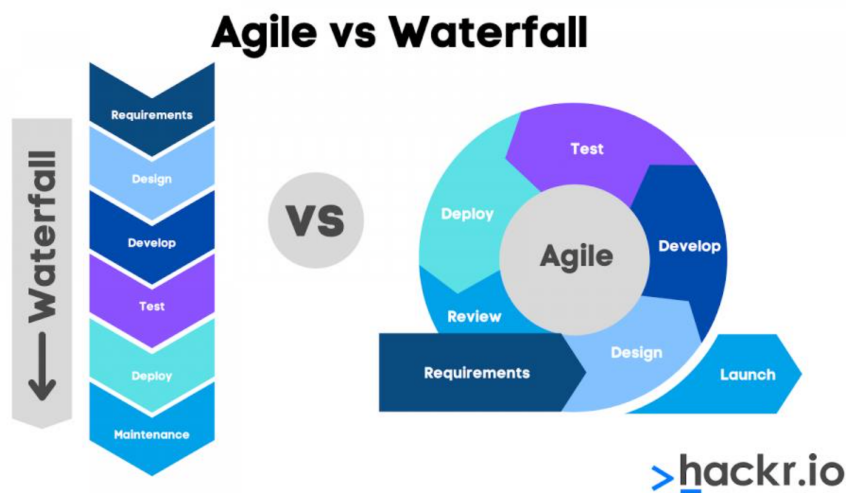 Agile vs Waterfall
Waterfall
Requirements
Design
Develop
Test
Deploy
Maintenance
VS
Agile
Requirements
Design
Develop
Test
Deploy
Review
Launch
>hackr.io